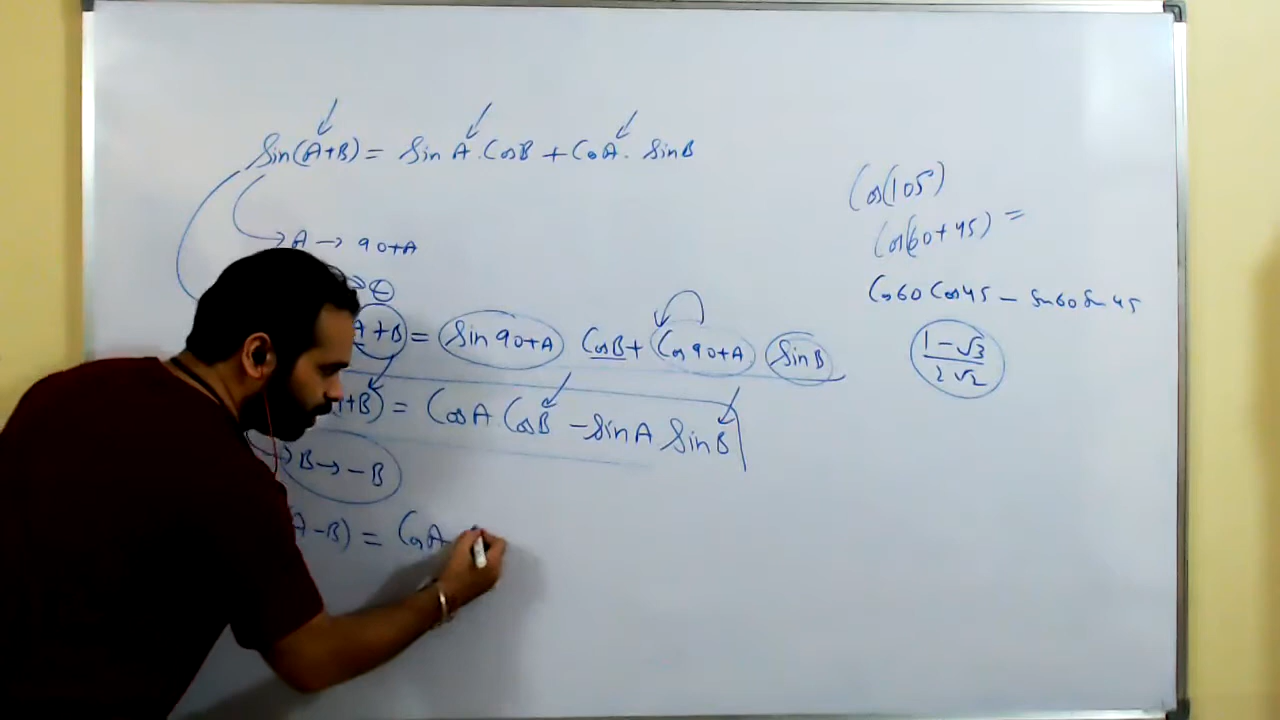 Sin(A+B) = Sin A . CosB + CosA . SinB
A → 90+A
A+B = Sin 90+A CosB + Cos 90+A SinB
A+B) = CosA CosB - SinA SinB
B → -B
A-B) = CosA
Cos(105)
Cos(60+45) =
Cos60 Cos45 - Sin60 Sin45
1-√3
2√2